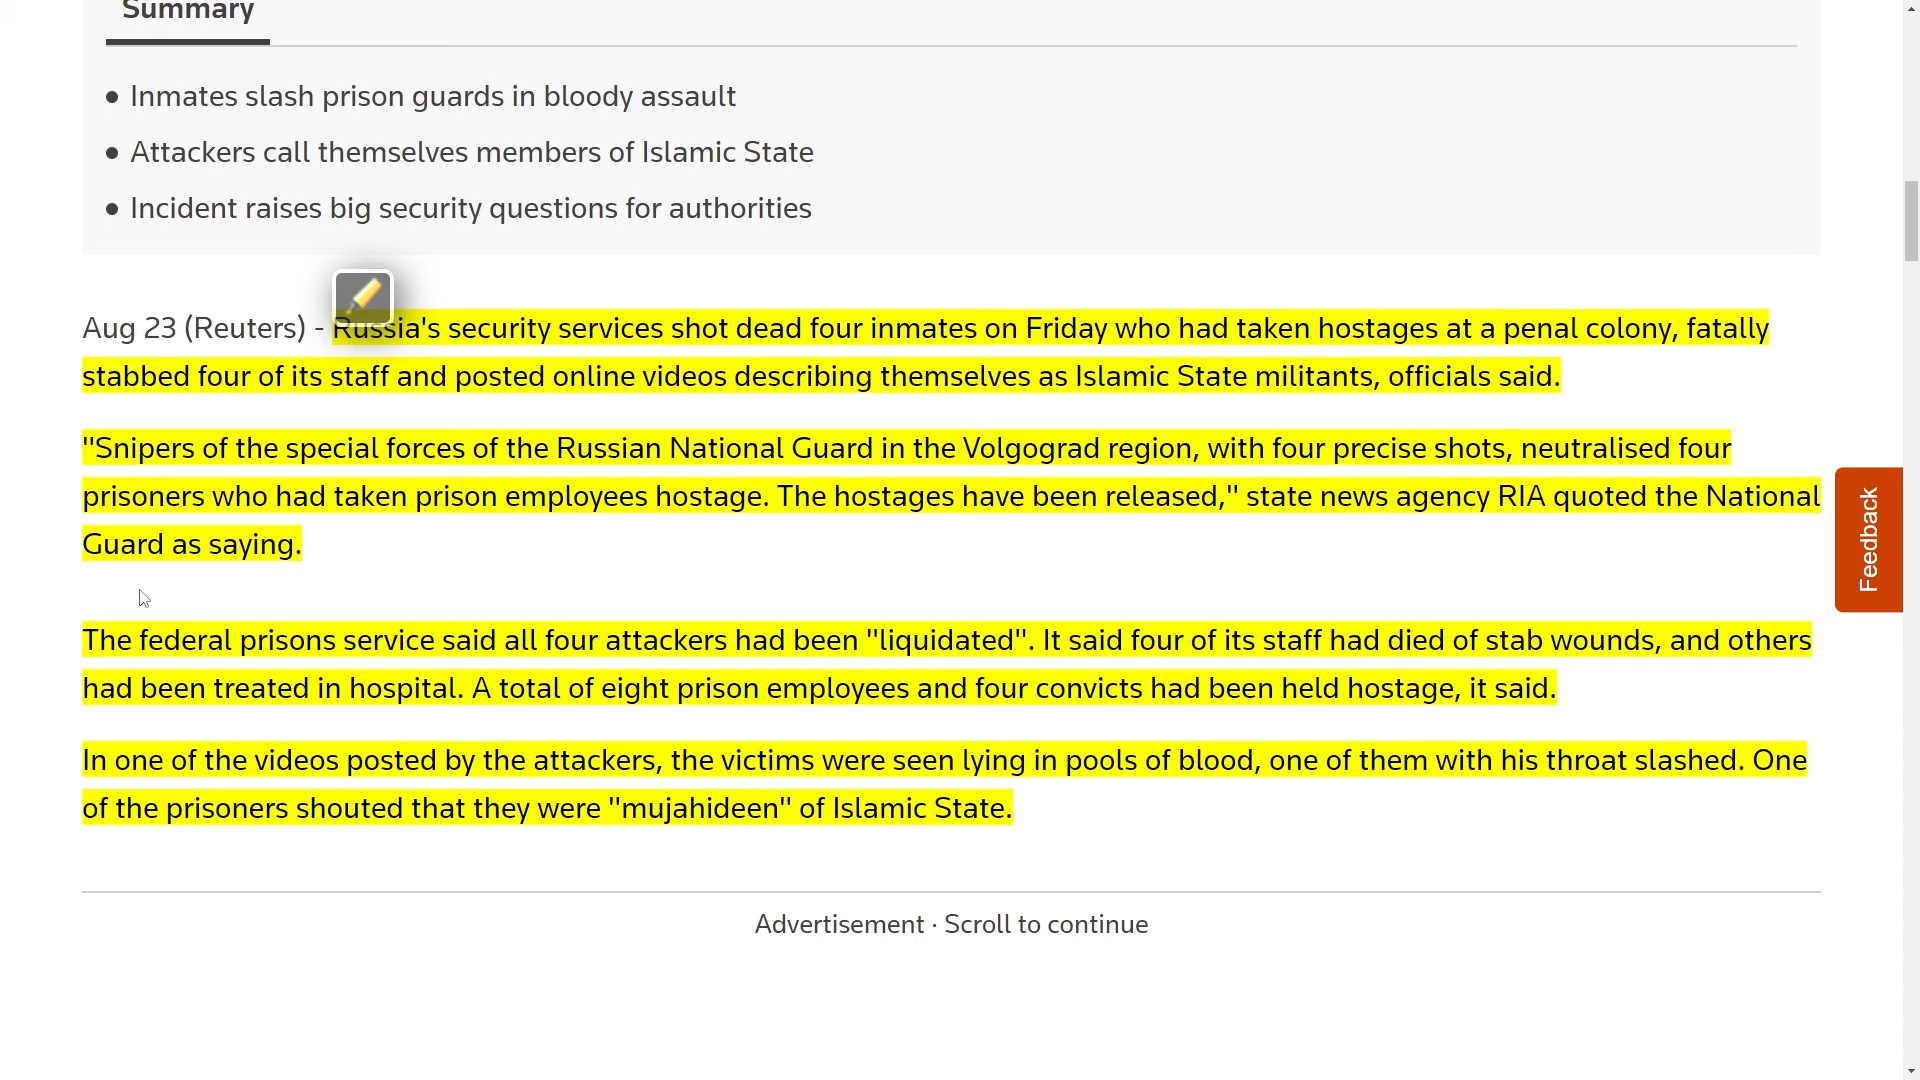 Summary
Inmates slash prison guards in bloody assault
Attackers call themselves members of Islamic State
Incident raises big security questions for authorities
Aug 23 (Reuters) - Russia's security services shot dead four inmates on Friday who had taken hostages at a penal colony, fatally
stabbed four of its staff and posted online videos describing themselves as Islamic State militants, officials said.
"Snipers of the special forces of the Russian National Guard in the Volgograd region, with four precise shots, neutralised four
prisoners who had taken prison employees hostage. The hostages have been released," state news agency RIA quoted the National
Guard as saying.
Feedback
The federal prisons service said all four attackers had been "liquidated". It said four of its staff had died of stab wounds, and others
had been treated in hospital. A total of eight prison employees and four convicts had been held hostage, it said.
In one of the videos posted by the attackers, the victims were seen lying in pools of blood, one of them with his throat slashed. One
of the prisoners shouted that they were "mujahideen" of Islamic State.
Advertisement · Scroll to continue